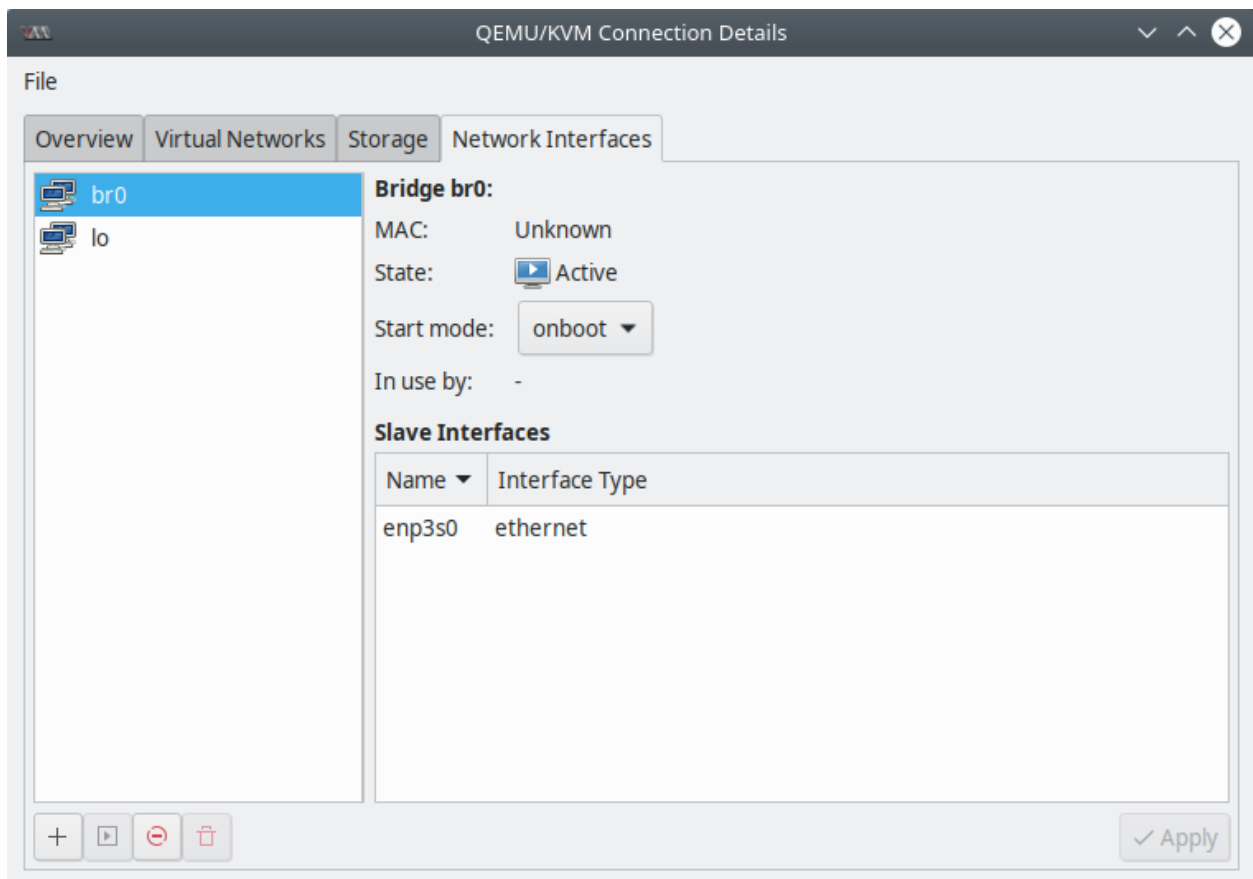 QEMU/KVM Connection Details
File
Overview Virtual Networks Storage Network Interfaces
br0
lo
Bridge br0:
MAC: Unknown
State: Active
Start mode: onboot
In use by: -
Slave Interfaces
Name Interface Type
enp3s0 ethernet
Apply